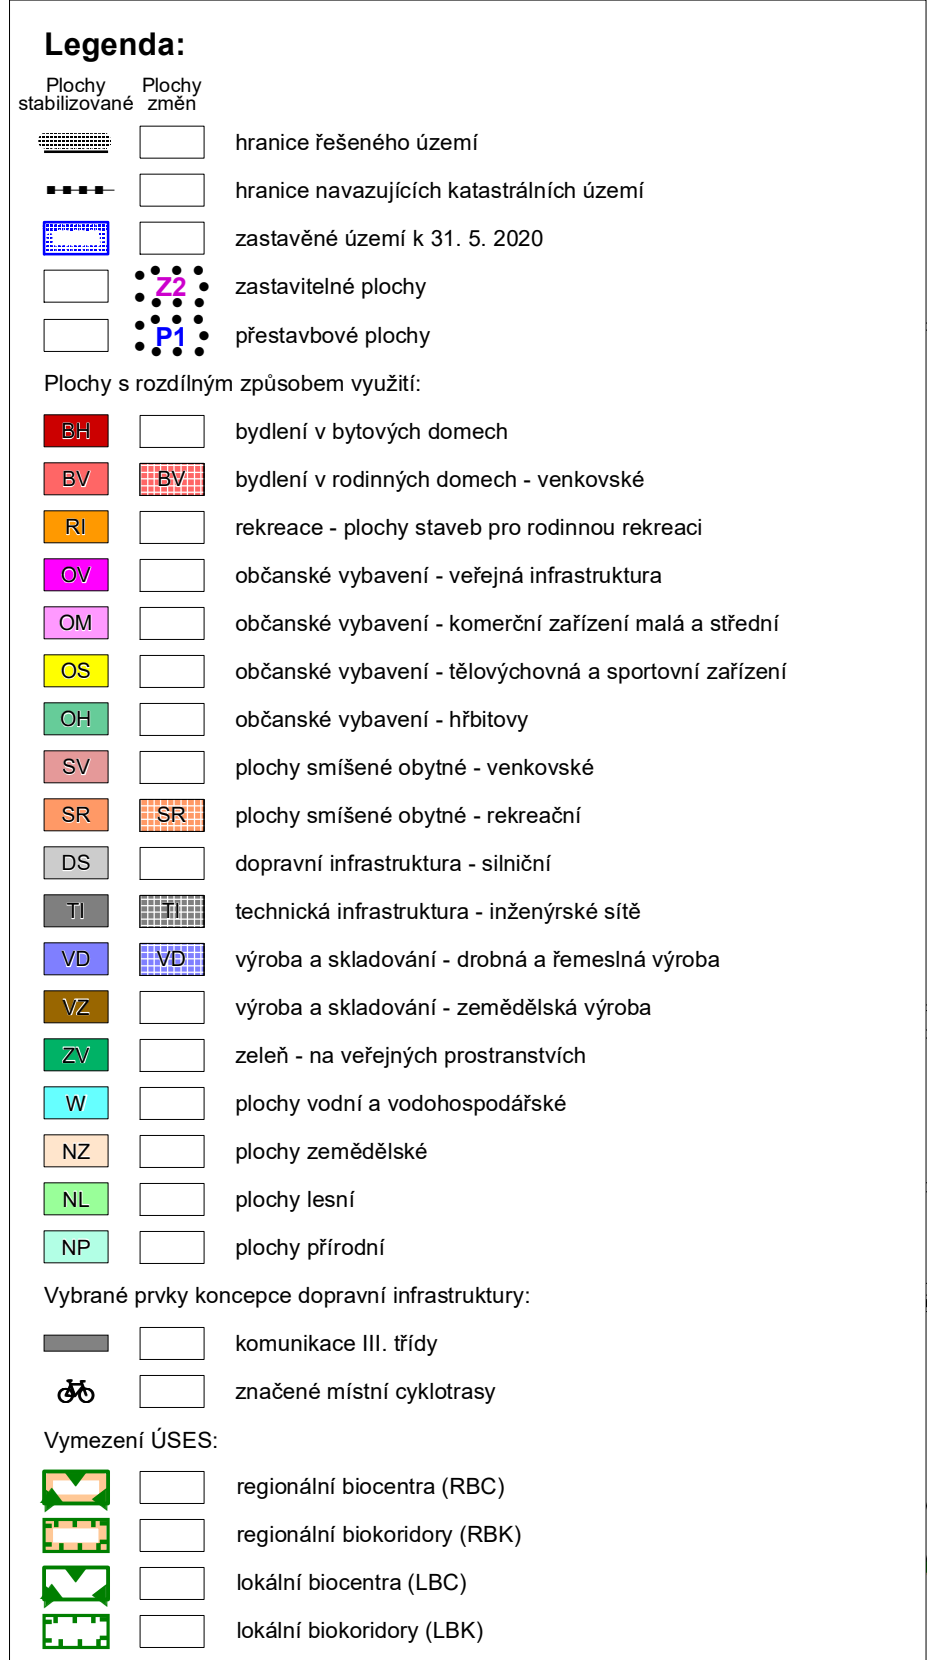 Legenda:
Plochy stabilizované Plochy změn
hranice řešeného území
hranice navazujících katastrálních území
zastavěné území k 31. 5. 2020
Z2 zastavitelné plochy
P1 přestavbové plochy
Plochy s rozdílným způsobem využití:
BH bydlení v bytových domech
BV BV bydlení v rodinných domech - venkovské
RI rekreace - plochy staveb pro rodinnou rekreaci
OV občanské vybavení - veřejná infrastruktura
OM občanské vybavení - komerční zařízení malá a střední
OS občanské vybavení - tělovýchovná a sportovní zařízení
OH občanské vybavení - hřbitovy
SV plochy smíšené obytné - venkovské
SR SR plochy smíšené obytné - rekreační
DS dopravní infrastruktura - silniční
TI TI technická infrastruktura - inženýrské sítě
VD VD výroba a skladování - drobná a řemeslná výroba
VZ výroba a skladování - zemědělská výroba
ZV zeleň - na veřejných prostranstvích
W plochy vodní a vodohospodářské
NZ plochy zemědělské
NL plochy lesní
NP plochy přírodní
Vybrané prvky koncepce dopravní infrastruktury:
komunikace III. třídy
značené místní cyklotrasy
Vymezení ÚSES:
regionální biocentra (RBC)
regionální biokoridory (RBK)
lokální biocentra (LBC)
lokální biokoridory (LBK)